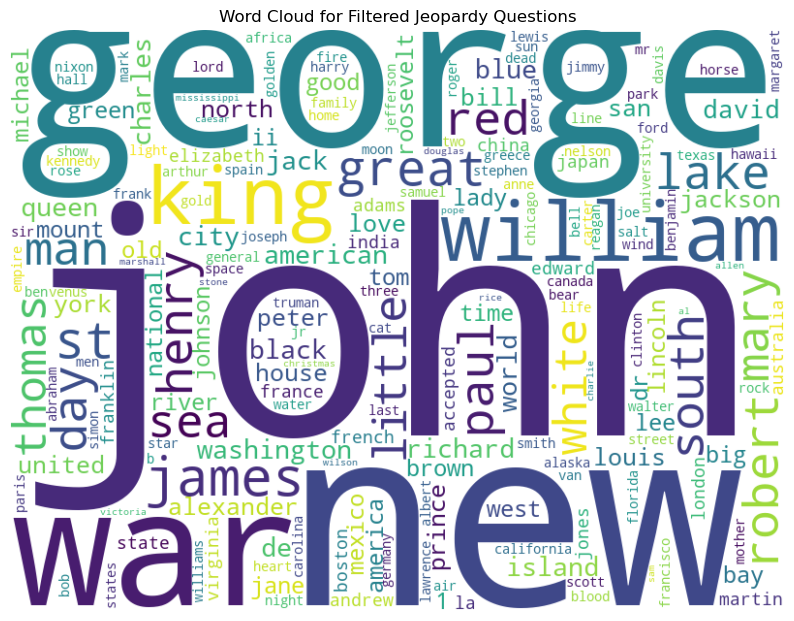 Word Cloud for Filtered Jeopardy Questions
george
john
new
war
william
king
great
red
lake
michael
nixon
hall
mark
lord
golden
africa
fire
harry
dead
sun
lewis
jimmy
mr
davis
margaret
horse
park
mississippi
caesar
family
home
good
jefferson
roger
blue
bill
georgia
line
ford
green
charles
north
ii
roosevelt
san
david
show
kennedy
rose
light
elizabeth
arthur
spain
jack
moon
two
china
greece
stephen
douglas
japan
nelson
university
texas
hawaii
queen
frank
gold
adams
samuel
lady
anne
chicago
pope
bell
carter
reagan
joe
salt
wind
benjamin
jackson
sir
mount
man
old
city
joseph
love
india
american
general
space
marshall
stone
empire
ben
venus
york
st
days
men
abraham
simon
franklin
thomas
national
henry
johnson
truman
peter
jr
black
christmas
house
france
water
three
tom
cat
little
last
accepted
paul
world
time
rice
edward
canada
bear
life
white
charlie
al
allen
clinton
lincoln
dr
walter
lee
street
south
mary
robert
rock
australia
river
sea
star
b
washington
french
wilson
richard
smith
brown
alaska
van
louis
big
london
florida
united
paris
victoria
james
alexander
state
states
bob
virginia
williams
de
heart
jane
night
carolina
boston
mexico
andrew
america
germany
lawrence
albert
prince
air
1
la
west
california
island
scott
blood
jones
francisco
sam
bay
mother
martin